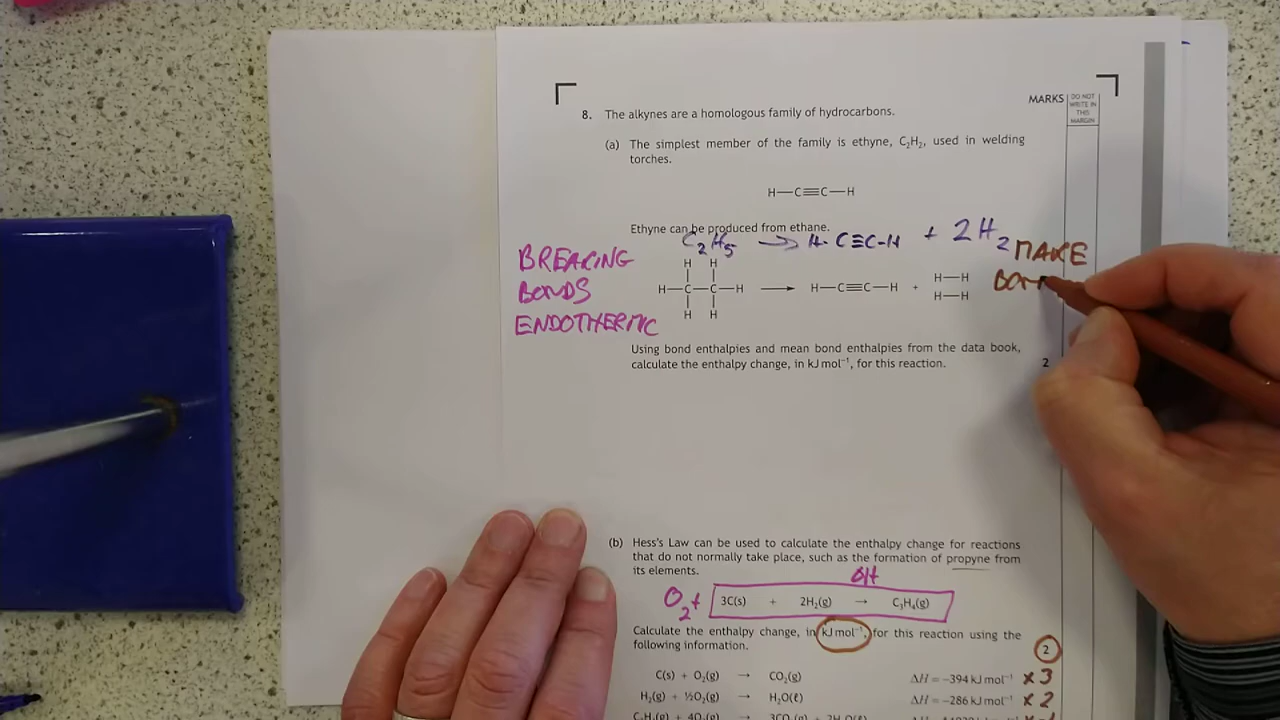 MARKS
DO NOT
WRITE IN
THIS
MARGIN
8. The alkynes are a homologous family of hydrocarbons.
(a) The simplest member of the family is ethyne, C₂H₂, used in welding
torches.
H—C≡C—H
Ethyne can be produced from ethane.
C₂H₅ → H-C≡C-H + 2H₂
BREAKING
BONDS
ENDOTHERMIC
MAKE
BON
H H
H—C—C—H → H—C≡C—H + H—H
H—H
H H
Using bond enthalpies and mean bond enthalpies from the data book,
calculate the enthalpy change, in kJ mol⁻¹, for this reaction.
2
(b) Hess's Law can be used to calculate the enthalpy change for reactions
that do not normally take place, such as the formation of propyne from
its elements.
ΔH
O₂+ 3C(s) + 2H₂(g) → C₃H₄(g)
Calculate the enthalpy change, in kJ mol⁻¹, for this reaction using the
following information.
2
C(s) + O₂(g) → CO₂(g) ΔH = −394 kJ mol⁻¹ × 3
H₂(g) + ½O₂(g) → H₂O(ℓ) ΔH = −286 kJ mol⁻¹ × 2